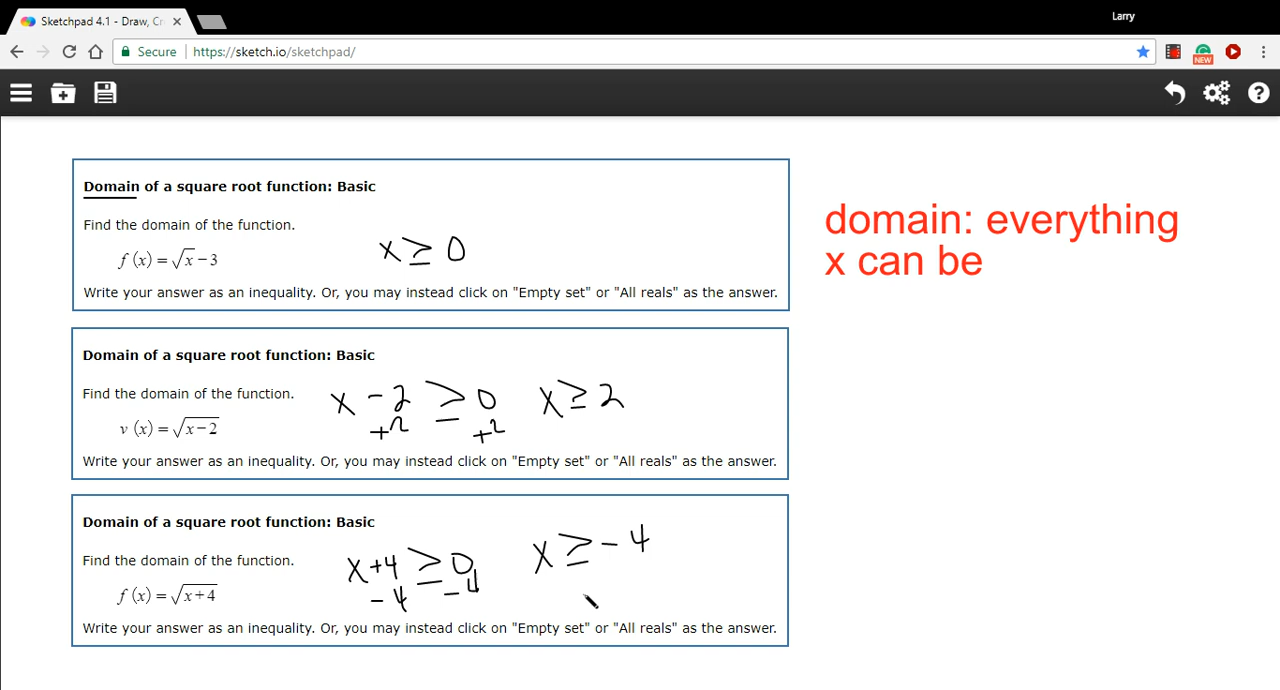 Sketchpad 4.1 - Draw, Cr
Larry
Secure https://sketch.io/sketchpad/
NEW
Domain of a square root function: Basic
Find the domain of the function.
f (x) = √x - 3
x ≥ 0
Write your answer as an inequality. Or, you may instead click on "Empty set" or "All reals" as the answer.
domain: everything
x can be
Domain of a square root function: Basic
Find the domain of the function.
v (x) = √x-2
x - 2 ≥ 0 x ≥ 2
+2 +2
Write your answer as an inequality. Or, you may instead click on "Empty set" or "All reals" as the answer.
Domain of a square root function: Basic
Find the domain of the function.
f (x) = √x+4
x+4 ≥ 0 x ≥ - 4
- 4 - 4
Write your answer as an inequality. Or, you may instead click on "Empty set" or "All reals" as the answer.